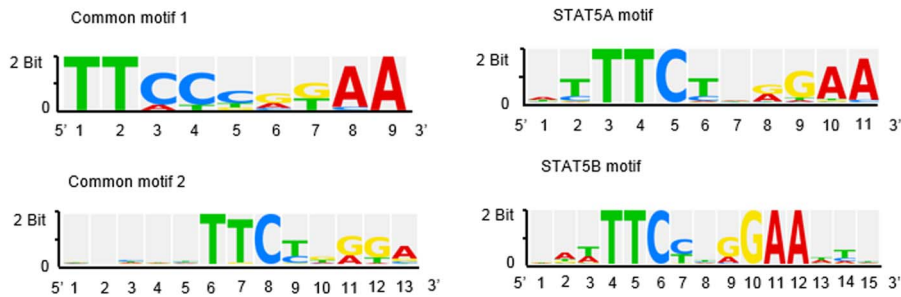 Common motif 1
2 Bit
TTCCCGGAA
0
5' 1 2 3 4 5 6 7 8 9 3'
STAT5A motif
2 Bit
0
5' 1 2 3 4 5 6 7 8 9 10 11 3'
Common motif 2
2 Bit
0
5' 1 2 3 4 5 6 7 8 9 10 11 12 13 3'
STAT5B motif
2 Bit
0
5' 1 2 3 4 5 6 7 8 9 10 11 12 13 14 15 3'